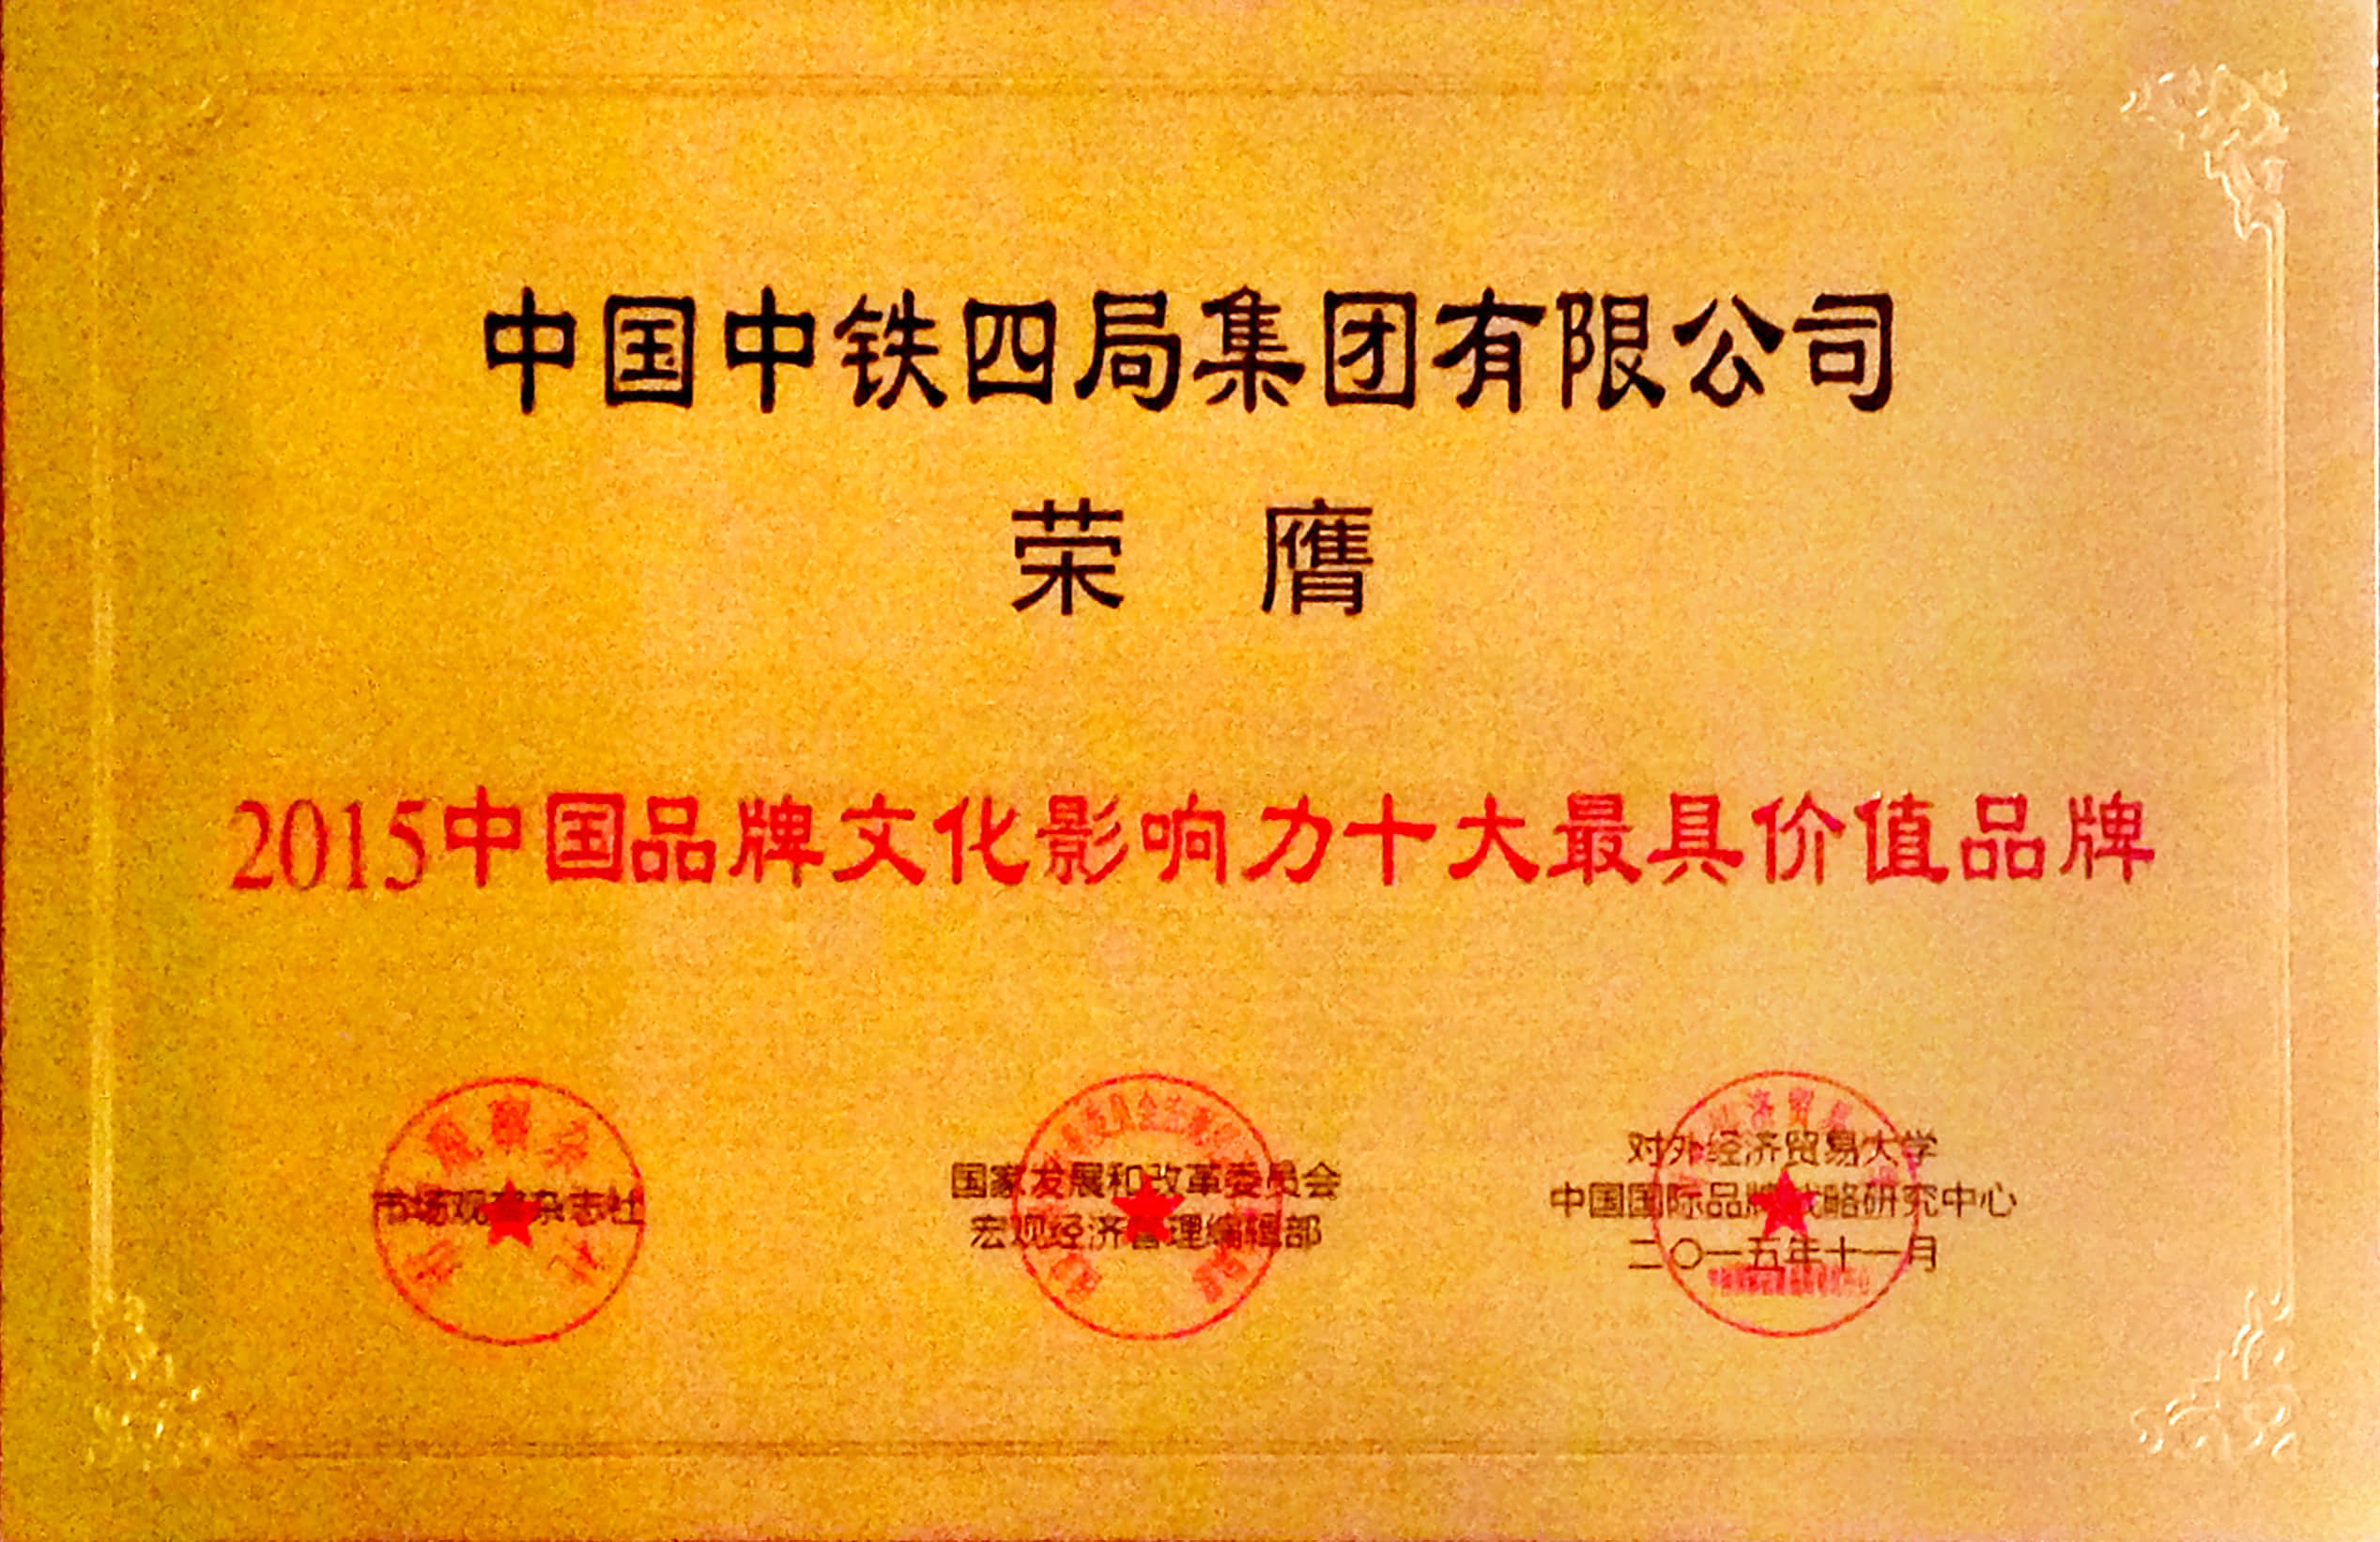 中国中铁四局集团有限公司
荣 膺
2015中国品牌文化影响力十大最具价值品牌
市场观察杂志社
国家发展和改革委员会
宏观经济管理编辑部
对外经济贸易大学
中国国际品牌战略研究中心
二〇一五年十一月